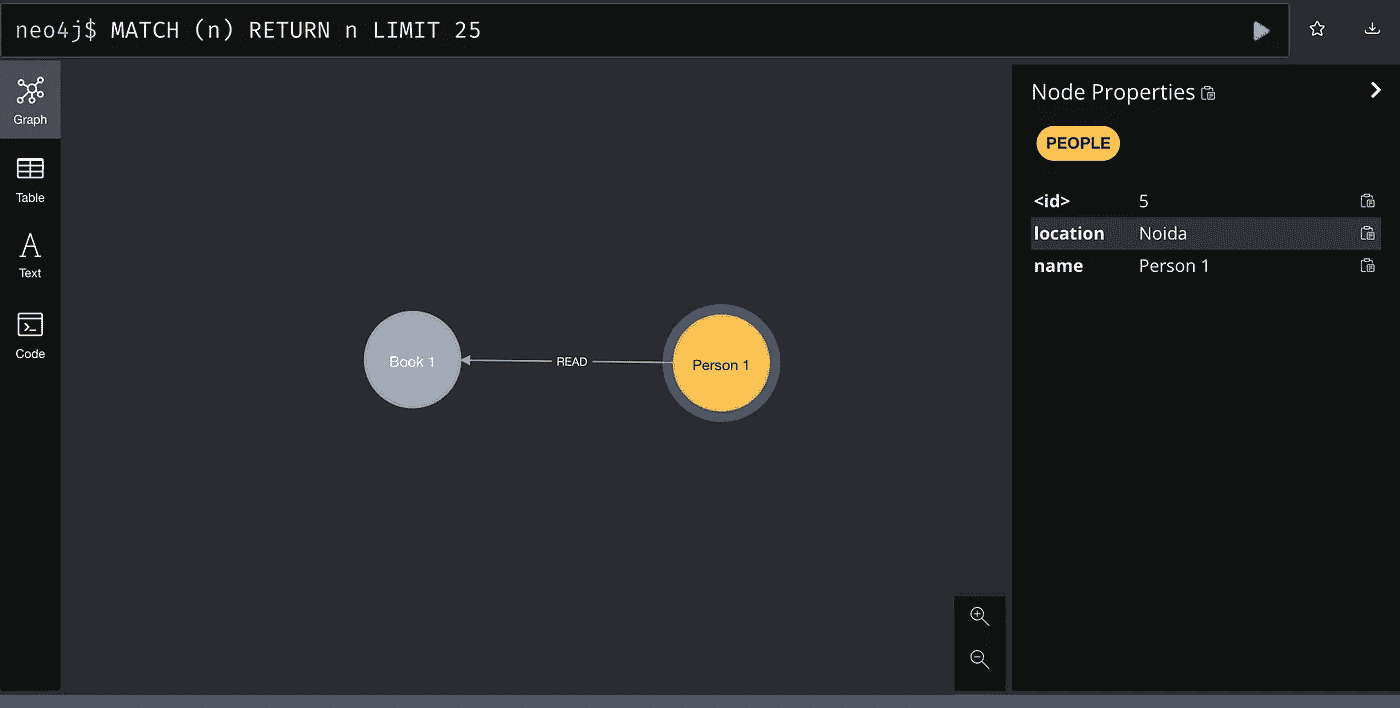 neo4j$ MATCH (n) RETURN n LIMIT 25
Graph
Table
Text
Code
Book 1
READ
Person 1
Node Properties
PEOPLE
<id> 5
location Noida
name Person 1